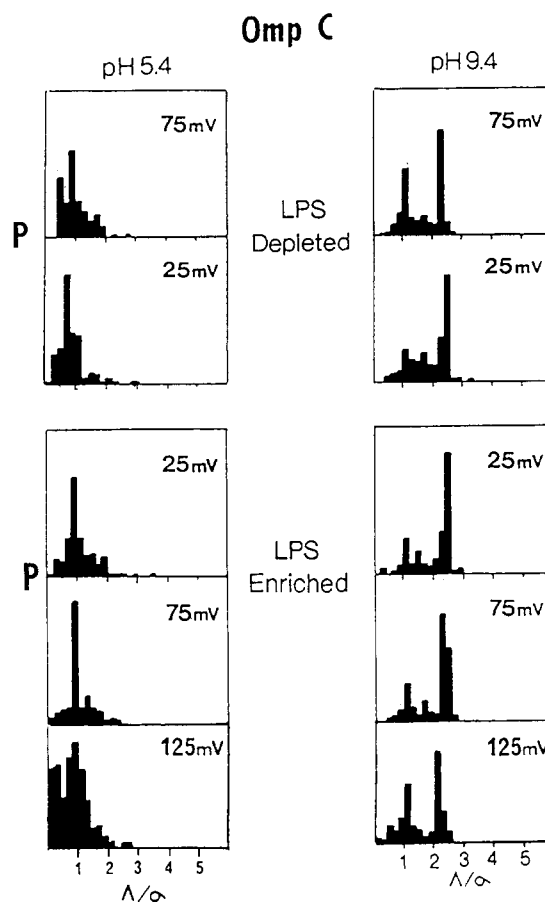 Omp C
pH 5.4
pH 9.4
75mV
75mV
P
LPS
Depleted
25mV
25mV
25mV
25mV
P
LPS
Enriched
75mV
75mV
125mV
125mV
1 2 3 4 5
1 2 3 4 5
Λ/σ
Λ/σ